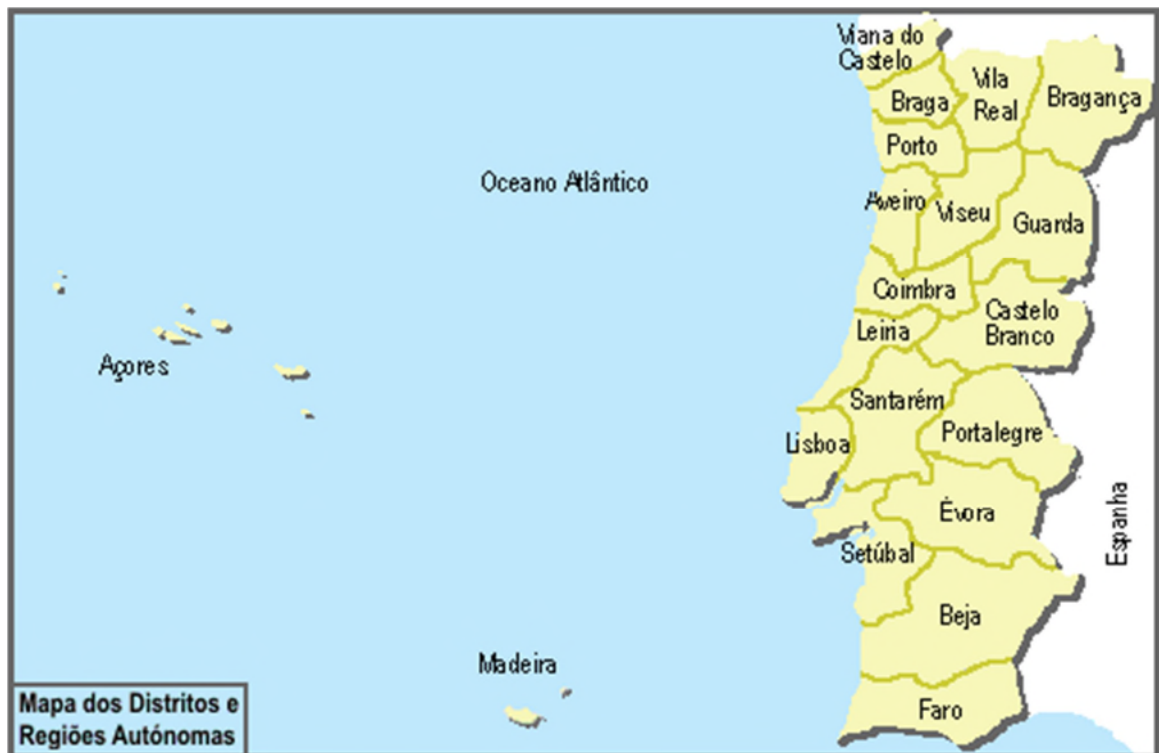 Viana do
Castelo
Braga
Vila
Real
Bragança
Porto
Oceano Atlântico
Aveiro
Viseu
Guarda
Coimbra
Castelo
Branco
Leiria
Açores
Santarém
Lisboa
Portalegre
Évora
Espanha
Setúbal
Beja
Madeira
Faro
Mapa dos Distritos e
Regiões Autónomas